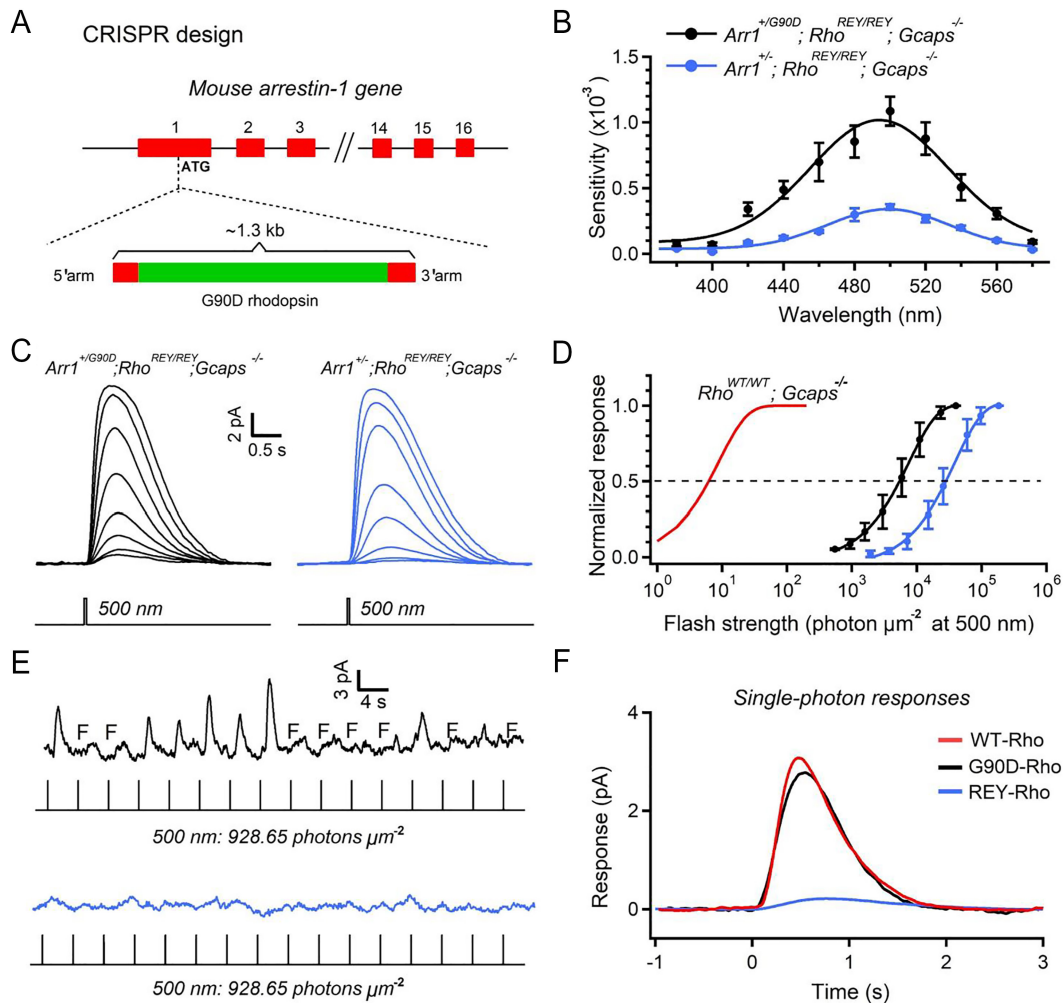 A
CRISPR design
Mouse arrestin-1 gene
1 2 3 14 15 16
ATG
~1.3 kb
5'arm 3'arm
G90D rhodopsin
B
Arr1+/G90D; RhoREY/REY; Gcaps-/-
Arr1+/-; RhoREY/REY; Gcaps-/-
Sensitivity (x10-3)
1.5
1.0
0.5
0.0
400 440 480 520 560
Wavelength (nm)
C
Arr1+/G90D;RhoREY/REY;Gcaps-/-
Arr1+/-;RhoREY/REY;Gcaps-/-
2 pA
0.5 s
500 nm
500 nm
D
RhoWT/WT; Gcaps-/-
Normalized response
1.0
0.5
0.0
100 101 102 103 104 105 106
Flash strength (photon µm-2 at 500 nm)
E
3 pA
4 s
F F F F F F F F
500 nm: 928.65 photons µm-2
500 nm: 928.65 photons µm-2
F
Single-photon responses
WT-Rho
G90D-Rho
REY-Rho
Response (pA)
4
2
0
-1 0 1 2 3
Time (s)